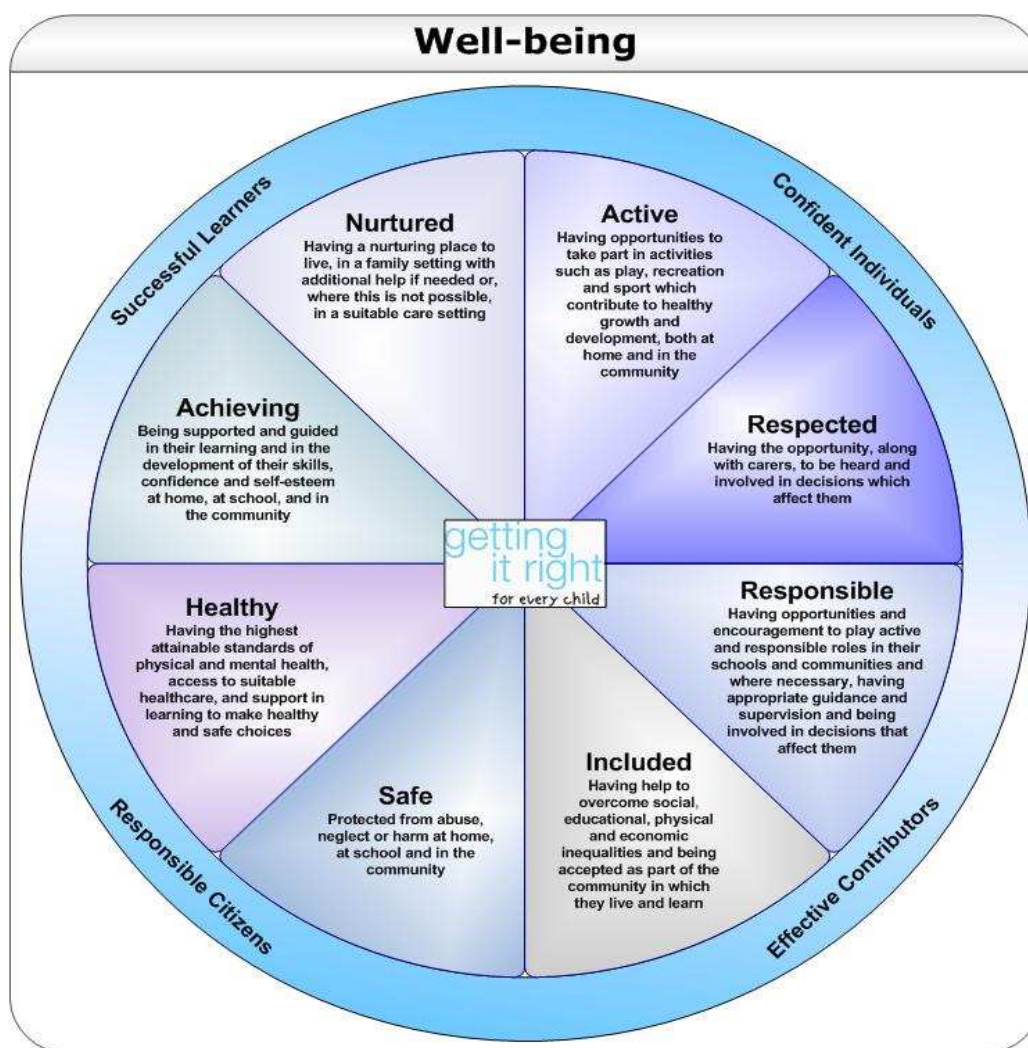 Well-being
Successful Learners
Confident Individuals
Nurtured
Having a nurturing place to
live, in a family setting with
additional help if needed or,
where this is not possible,
in a suitable care setting
Active
Having opportunities to
take part in activities
such as play, recreation
and sport which
contribute to healthy
growth and
development, both at
home and in the
community
Achieving
Being supported and guided
in their learning and in the
development of their skills,
confidence and self-esteem
at home, at school, and in
the community
Respected
Having the opportunity, along
with carers, to be heard and
involved in decisions which
affect them
getting
it right
for every child
Healthy
Having the highest
attainable standards of
physical and mental health,
access to suitable
healthcare, and support in
learning to make healthy
and safe choices
Responsible
Having opportunities and
encouragement to play active
and responsible roles in their
schools and communities and
where necessary, having
appropriate guidance and
supervision and being
involved in decisions that
affect them
Safe
Protected from abuse,
neglect or harm at home,
at school and in the
community
Included
Having help to
overcome social,
educational, physical
and economic
inequalities and being
accepted as part of the
community in which
they live and learn
Responsible Citizens
Effective Contributors